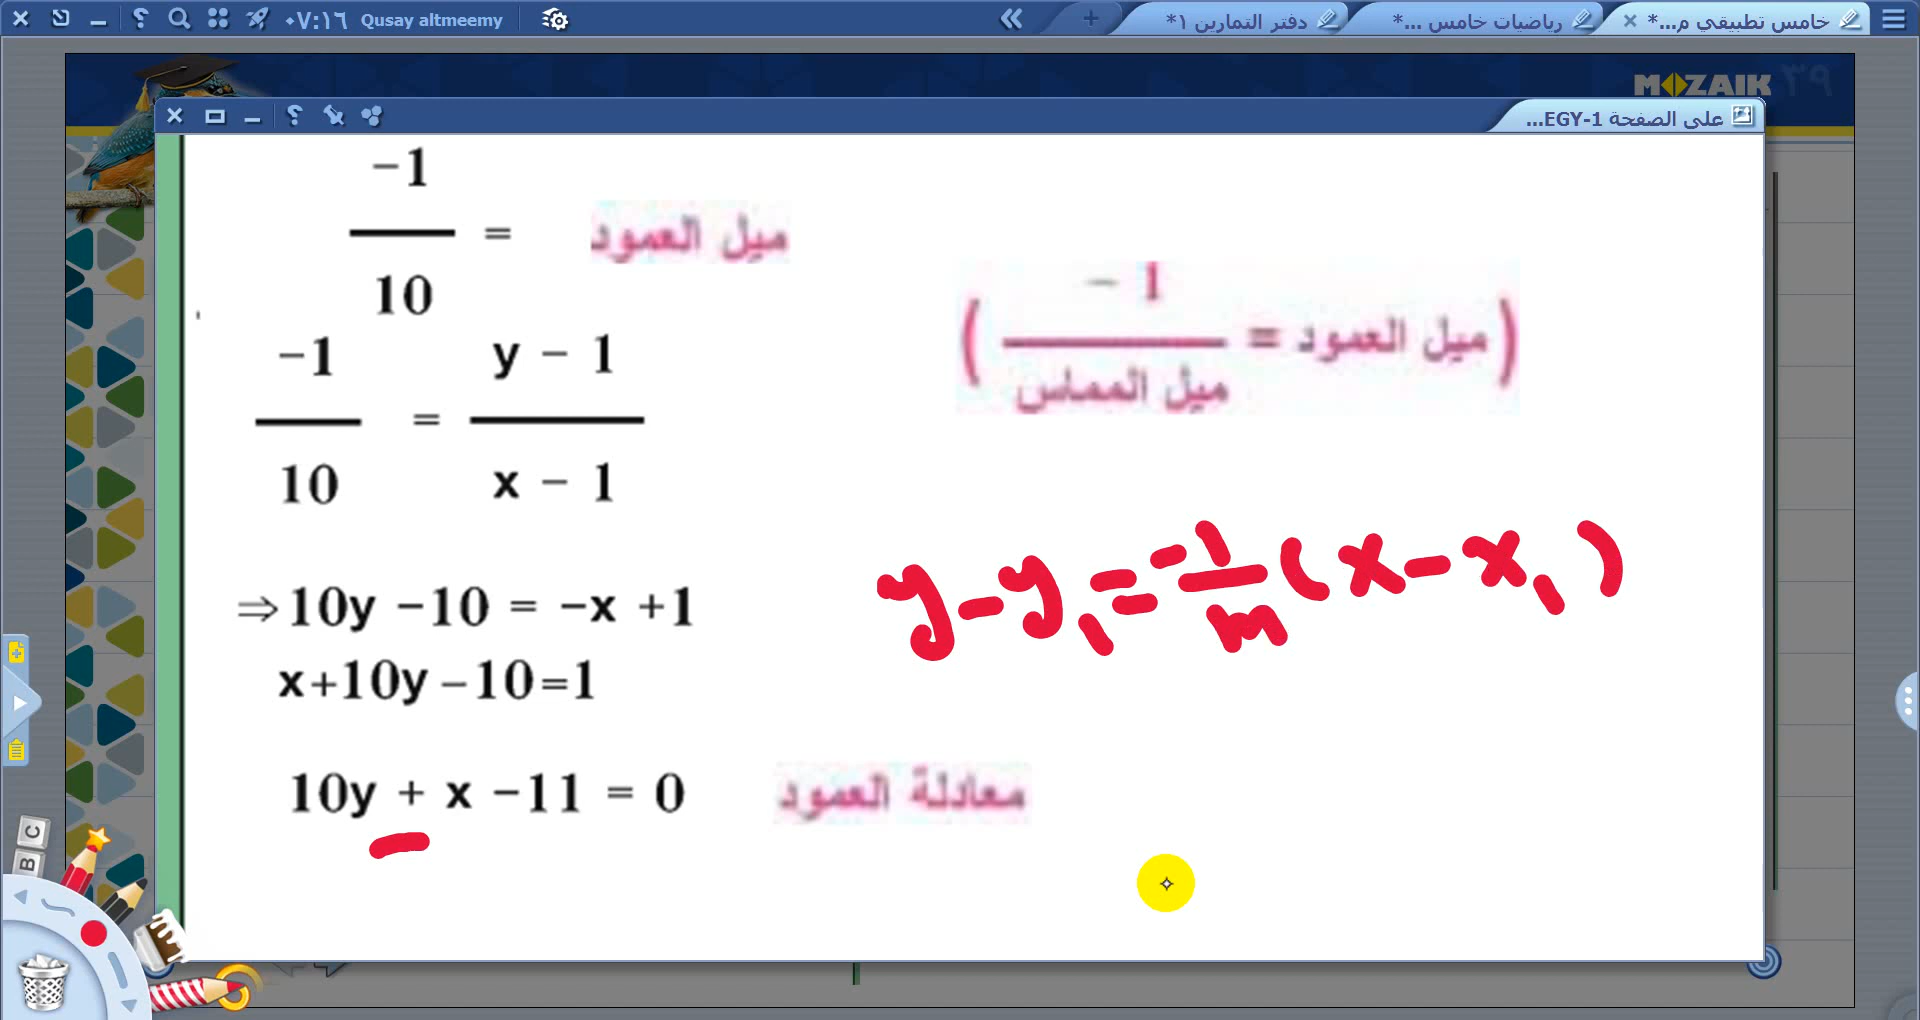 ٠٧:١٦ Qusay altmeemy
خامس تطبيقي م...*
رياضيات خامس ...*
دفتر التمارين ١*
MOZAIK
٣٩
على الصفحة EGY-1...
ميل العمود = -1/10
(ميل العمود = -1/ميل المماس)
-1/10 = y - 1/x - 1
y - y₁ = -1/m (x - x₁)
⇒ 10y - 10 = -x + 1
x+10y-10=1
10y + x - 11 = 0 معادلة العمود
C
B